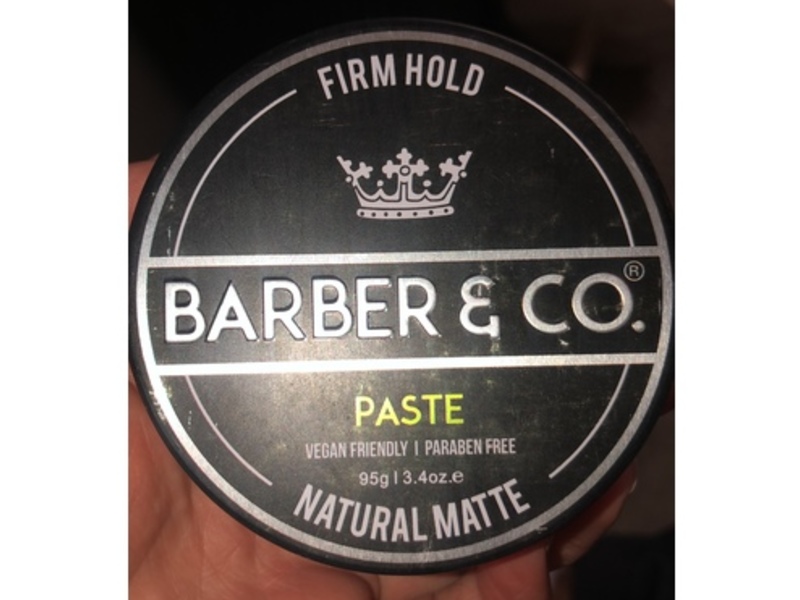 FIRM HOLD
BARBER & CO.®
PASTE
VEGAN FRIENDLY | PARABEN FREE
95g | 3.4oz.e
NATURAL MATTE